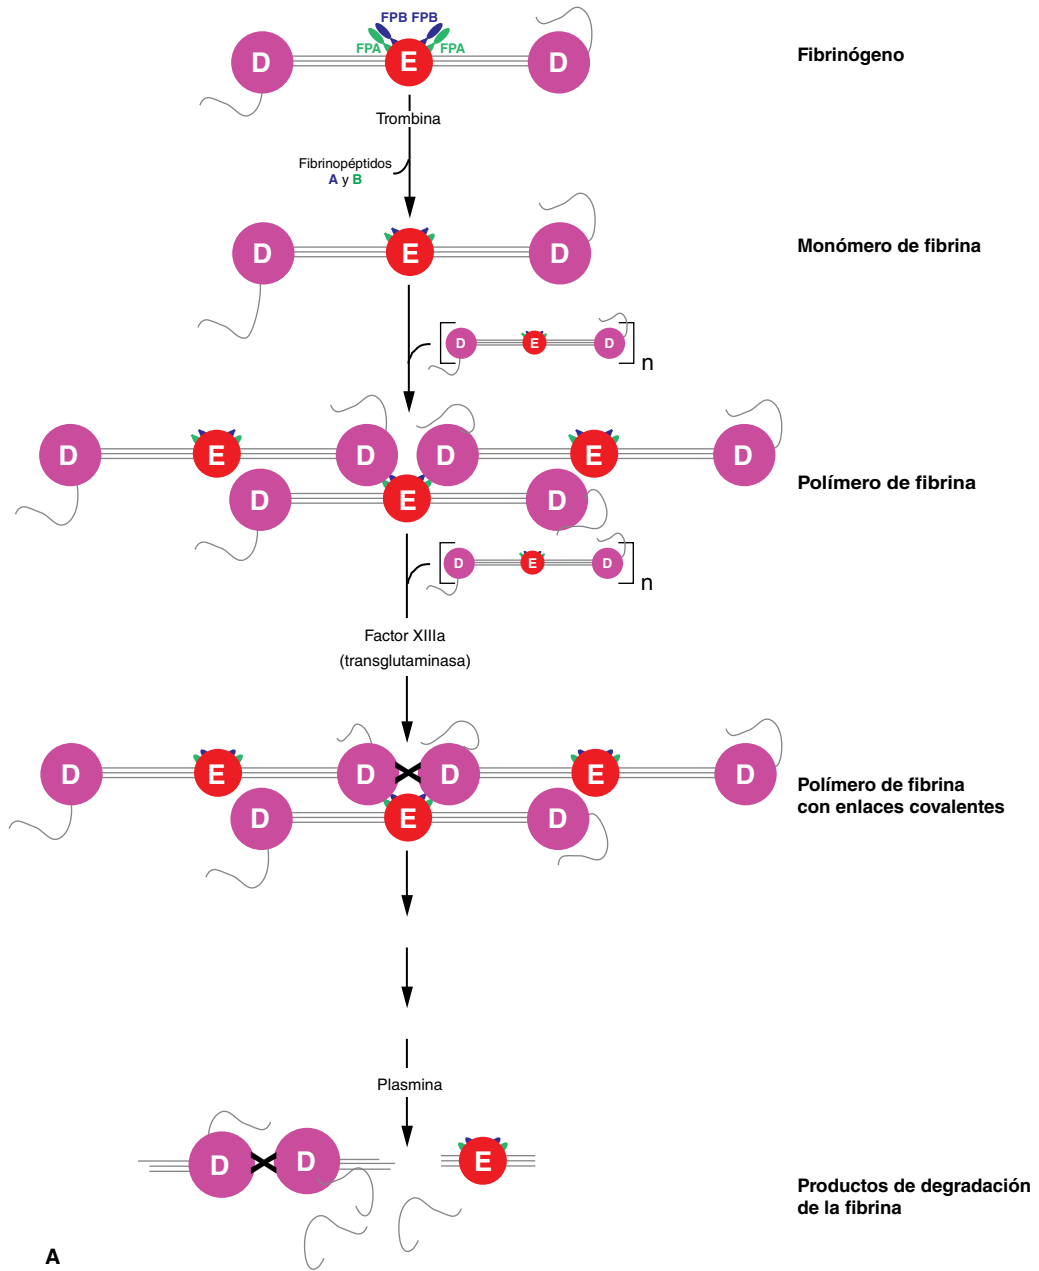 FPB FPB
FPA FPA
D E D
Fibrinógeno
Trombina
Fibrinopéptidos
A y B
D E D
Monómero de fibrina
D E D
n
D E D D E D
D E D
Polímero de fibrina
D E D
n
Factor XIIIa
(transglutaminasa)
D E D D E D
D E D
Polímero de fibrina
con enlaces covalentes
Plasmina
D D E
Productos de degradación
de la fibrina
A